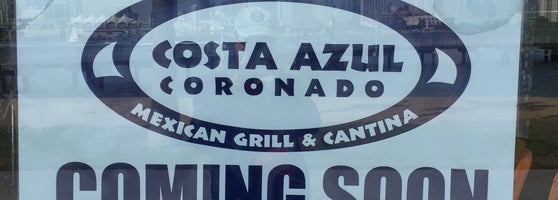 COSTA AZUL
CORONADO
MEXICAN GRILL & CANTINA
COMING SOON